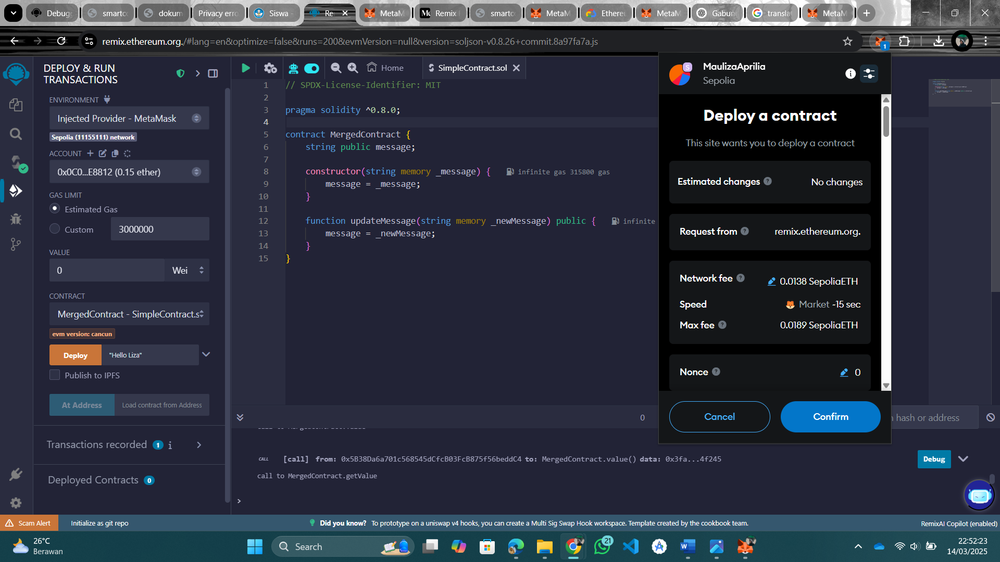 Debug
smartc
dokum
Privacy erro
Siswa -
Re
MetaM
Remix
smartc
MetaM
Ethere
MetaM
Gabun
transla
MetaM
remix.ethereum.org./#lang=en&optimize=false&runs=200&evmVersion=null&version=soljson-v0.8.26+commit.8a97fa7a.js
1
DEPLOY & RUN
TRANSACTIONS
ENVIRONMENT
Injected Provider - MetaMask
Sepolia (11155111) network
ACCOUNT
0x0C0...E8812 (0.15 ether)
GAS LIMIT
Estimated Gas
Custom
3000000
VALUE
0
Wei
CONTRACT
MergedContract - SimpleContract.s
evm version: cancun
Deploy
"Hello Liza"
Publish to IPFS
At Address
Load contract from Address
Transactions recorded 1 i
Deployed Contracts 0
Home
SimpleContract.sol
1 // SPDX-License-Identifier: MIT
2
3 pragma solidity ^0.8.0;
4
5 contract MergedContract {
6 string public message;
7
8 constructor(string memory _message) { infinite gas 315800 gas
9 message = _message;
10 }
11
12 function updateMessage(string memory _newMessage) public { infinite
13 message = _newMessage;
14 }
15 }
S
MaulizaAprilia
Sepolia
Deploy a contract
This site wants you to deploy a contract
Estimated changes ?
No changes
Request from ?
remix.ethereum.org.
Network fee ?
0.0138 SepoliaETH
Speed
Market ~15 sec
Max fee ?
0.0189 SepoliaETH
Nonce ?
0
Cancel
Confirm
0
hash or address
CALL [call] from: 0x5B38Da6a701c568545dCfcB03FcB875f56beddC4 to: MergedContract.value() data: 0x3fa...4f245
Debug
call to MergedContract.getValue
>
Scam Alert
Initialize as git repo
Did you know? To prototype on a uniswap v4 hooks, you can create a Multi Sig Swap Hook workspace. Template created by the cookbook team.
RemixAI Copilot (enabled)
26°C
Berawan
Search
21
22:52:23
14/03/2025